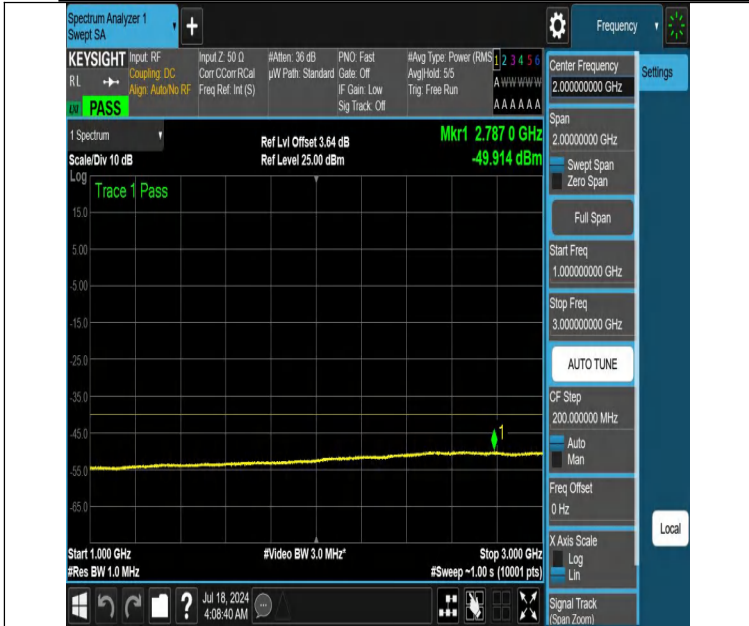 Spectrum Analyzer 1
Swept SA
Frequency
KEYSIGHT
RL
PASS
Input: RF
Coupling: DC
Align: Auto/No RF
Input Z: 50 Ω
Corr CCorr RCal
Freq Ref: Int (S)
#Atten: 36 dB
µW Path: Standard
PNO: Fast
Gate: Off
IF Gain: Low
Sig Track: Off
#Avg Type: Power (RMS
Avg|Hold: 5/5
Trig: Free Run
1 2 3 4 5 6
A W W W W W
A A A A A A
1 Spectrum
Scale/Div 10 dB
Ref Lvl Offset 3.64 dB
Ref Level 25.00 dBm
Mkr1 2.787 0 GHz
-49.914 dBm
Log
Trace 1 Pass
15.0
5.00
-5.00
-15.0
-25.0
-35.0
-45.0
-55.0
-65.0
1
Start 1.000 GHz
#Res BW 1.0 MHz
#Video BW 3.0 MHz*
Stop 3.000 GHz
#Sweep ~1.00 s (10001 pts)
Center Frequency
2.000000000 GHz
Settings
Span
2.00000000 GHz
Swept Span
Zero Span
Full Span
Start Freq
1.000000000 GHz
Stop Freq
3.000000000 GHz
AUTO TUNE
CF Step
200.000000 MHz
Auto
Man
Freq Offset
0 Hz
X Axis Scale
Log
Lin
Local
Signal Track
(Span Zoom)
?
Jul 18, 2024
4:08:40 AM